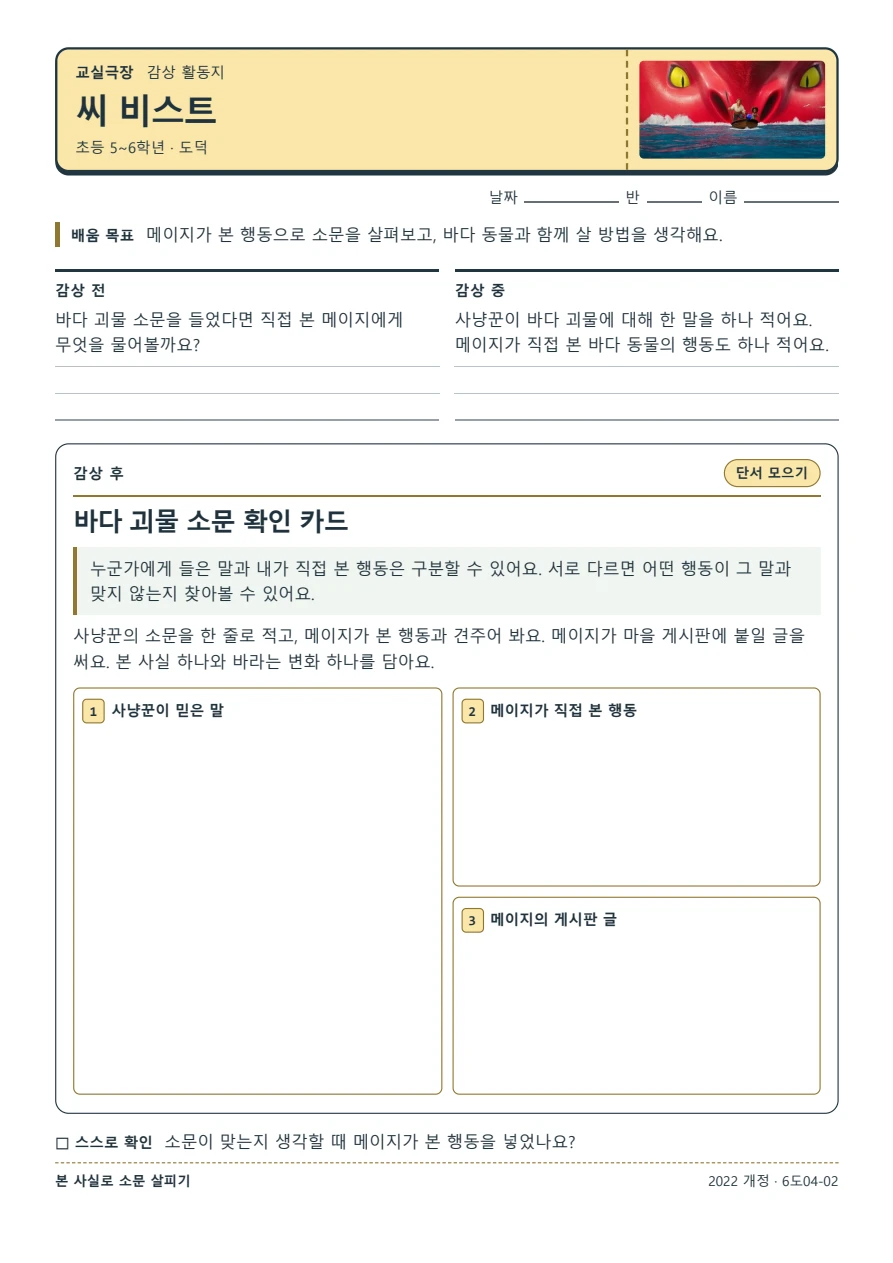 교실극장 감상 활동지
씨 비스트
초등 5~6학년 · 도덕
날짜 반 이름
배움 목표 메이지가 본 행동으로 소문을 살펴보고, 바다 동물과 함께 살 방법을 생각해요.
감상 전
바다 괴물 소문을 들었다면 직접 본 메이지에게
무엇을 물어볼까요?
감상 중
사냥꾼이 바다 괴물에 대해 한 말을 하나 적어요.
메이지가 직접 본 바다 동물의 행동도 하나 적어요.
감상 후
단서 모으기
바다 괴물 소문 확인 카드
누군가에게 들은 말과 내가 직접 본 행동은 구분할 수 있어요. 서로 다르면 어떤 행동이 그 말과
맞지 않는지 찾아볼 수 있어요.
사냥꾼의 소문을 한 줄로 적고, 메이지가 본 행동과 견주어 봐요. 메이지가 마을 게시판에 붙일 글을
써요. 본 사실 하나와 바라는 변화 하나를 담아요.
1 사냥꾼이 믿은 말
2 메이지가 직접 본 행동
3 메이지의 게시판 글
□ 스스로 확인 소문이 맞는지 생각할 때 메이지가 본 행동을 넣었나요?
본 사실로 소문 살피기
2022 개정 · 6도04-02